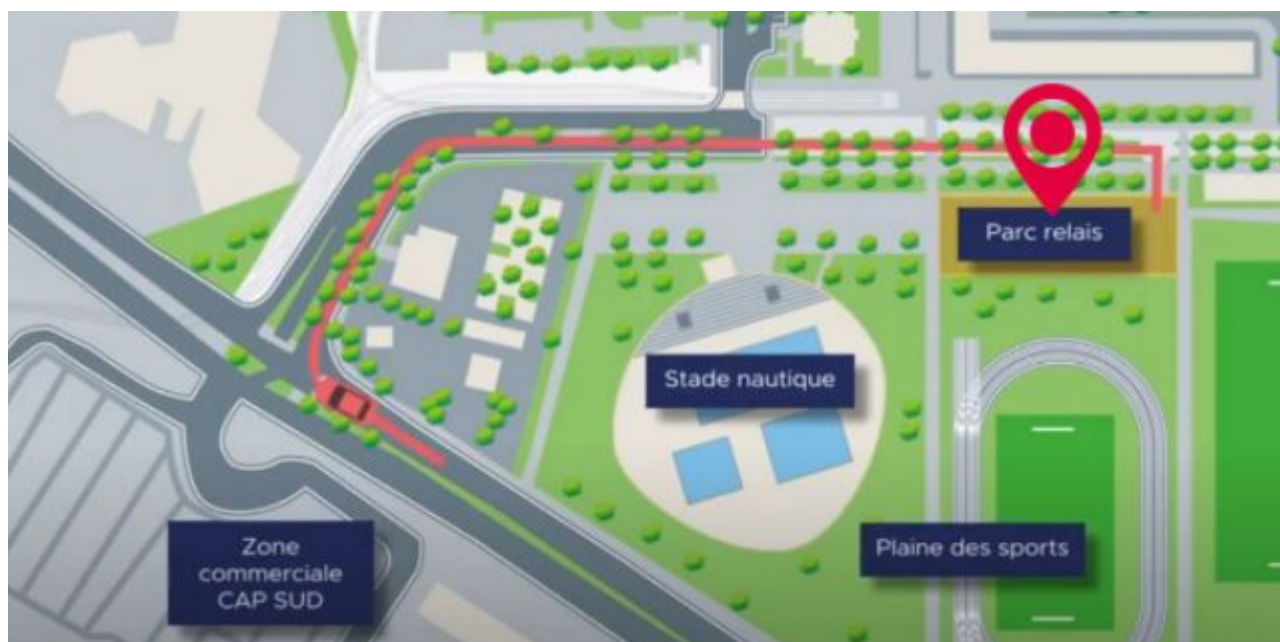 Parc relais
Stade nautique
Plaine des sports
Zone
commerciale
CAP SUD